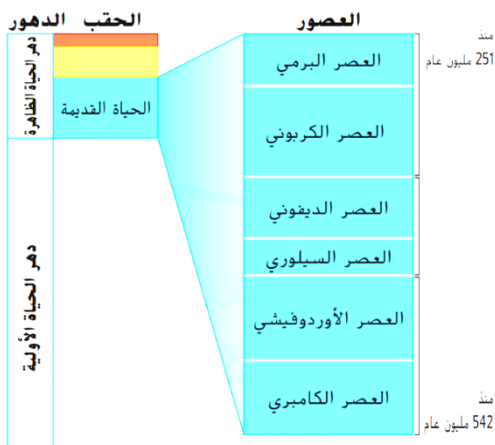 العصور
الحقب
الدهور
منذ
251 مليون عام
العصر البرمي
العصر الكربوني
العصر الديفوني
العصر السيلوري
العصر الأوردوفيشي
العصر الكامبري
منذ
542 مليون عام
الحياة القديمة
دهر الحياة الظاهرة
دهر الحياة الأولية